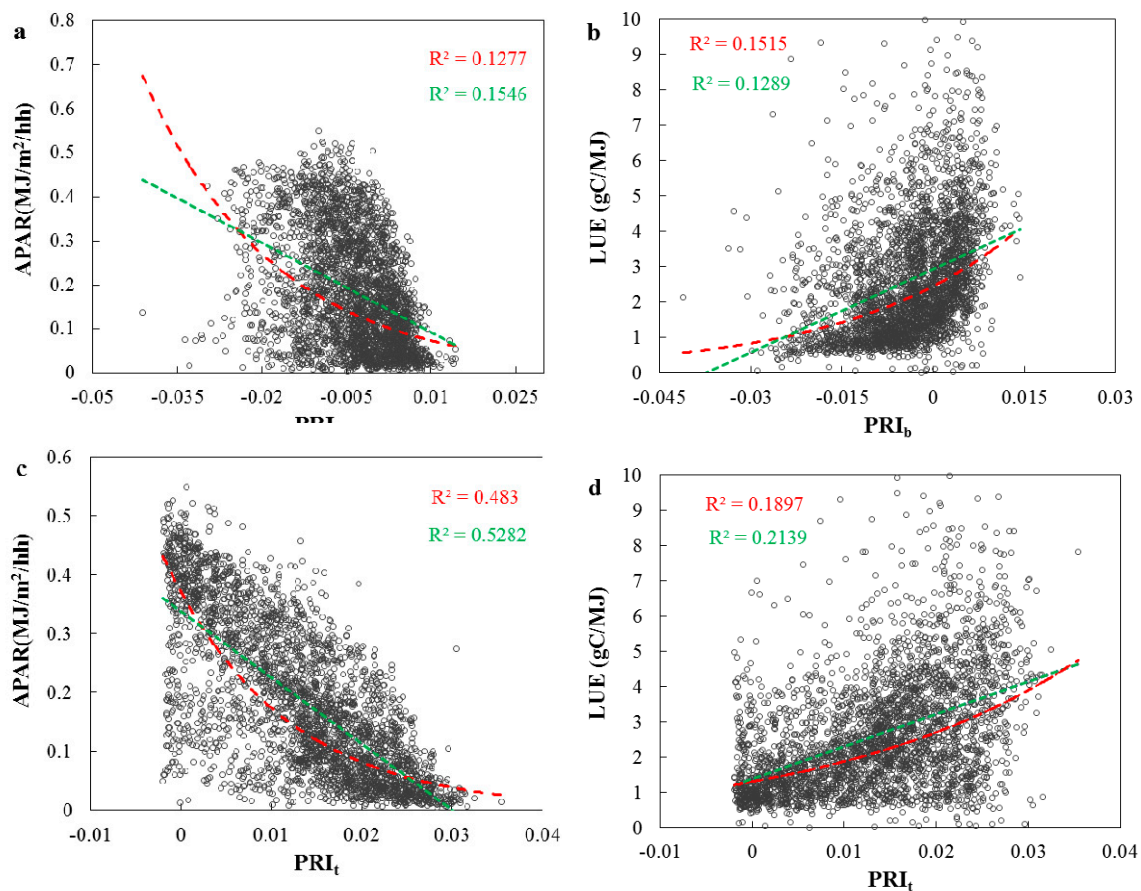 a
0.8
0.7
0.6
0.5
0.4
0.3
0.2
0.1
0
APAR(MJ/m²/hh)
R² = 0.1277
R² = 0.1546
-0.05 -0.035 -0.02 -0.005 0.01 0.025
b
10
9
8
7
6
5
4
3
2
1
0
LUE (gC/MJ)
R² = 0.1515
R² = 0.1289
-0.045 -0.03 -0.015 0 0.015 0.03
PRI_b
c
0.6
0.5
0.4
0.3
0.2
0.1
0
APAR(MJ/m²/hh)
R² = 0.483
R² = 0.5282
-0.01 0 0.01 0.02 0.03 0.04
PRI_t
d
10
9
8
7
6
5
4
3
2
1
0
LUE (gC/MJ)
R² = 0.1897
R² = 0.2139
-0.01 0 0.01 0.02 0.03 0.04
PRI_t